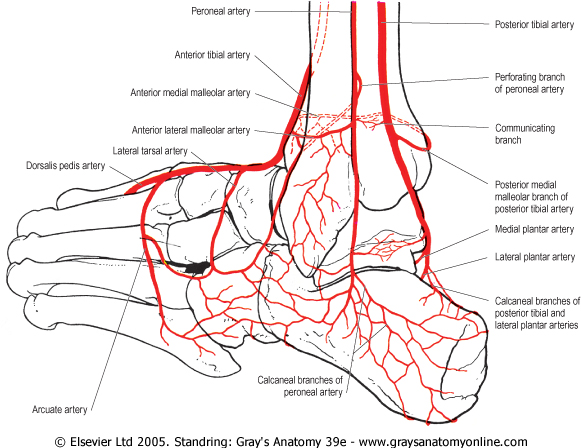 Peroneal artery
Posterior tibial artery
Anterior tibial artery
Perforating branch
of peroneal artery
Anterior medial malleolar artery
Anterior lateral malleolar artery
Communicating
branch
Lateral tarsal artery
Dorsalis pedis artery
Posterior medial
malleolar branch of
posterior tibial artery
Medial plantar artery
Lateral plantar artery
Calcaneal branches of
posterior tibial and
lateral plantar arteries
Calcaneal branches of
peroneal artery
Arcuate artery
© Elsevier Ltd 2005. Standring: Gray's Anatomy 39e - www.graysanatomyonline.com